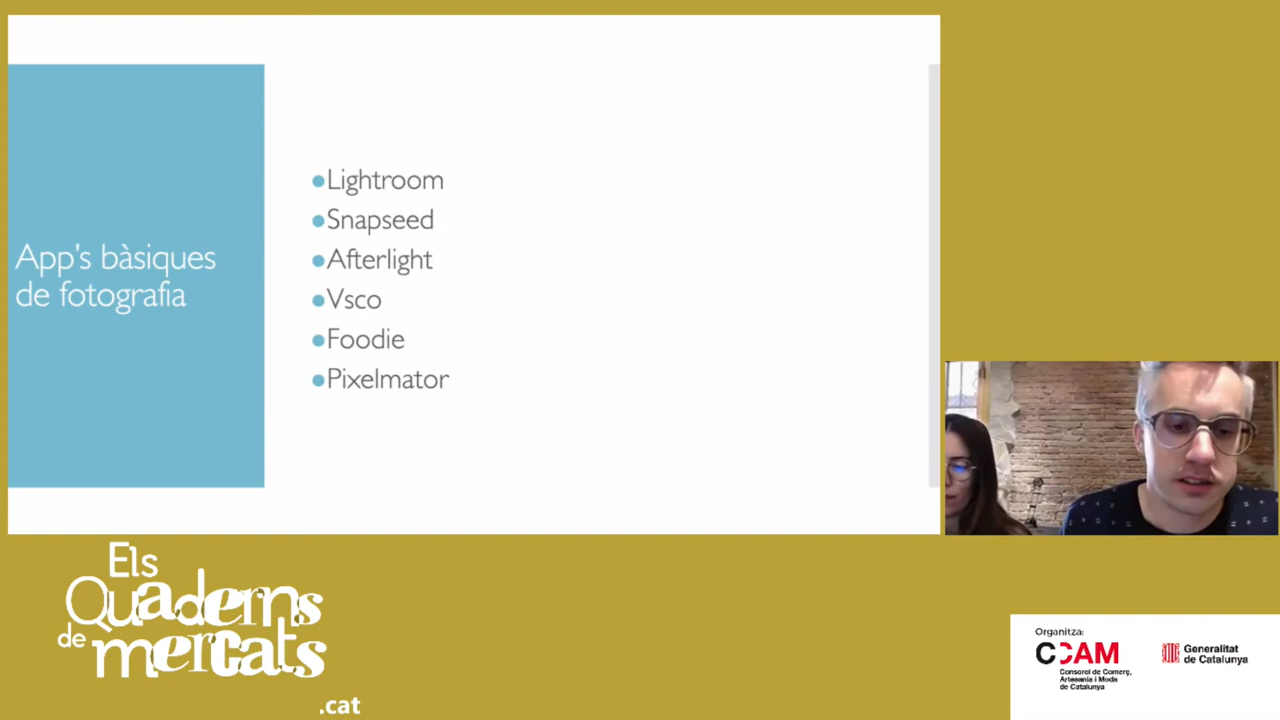 App's bàsiques
de fotografia
●Lightroom
●Snapseed
●Afterlight
●Vsco
●Foodie
●Pixelmator
Els
Quaderns
de mercats
.cat
Organitza:
CCAM
Consorci de Comerç,
Artesania i Moda
de Catalunya
Generalitat
de Catalunya